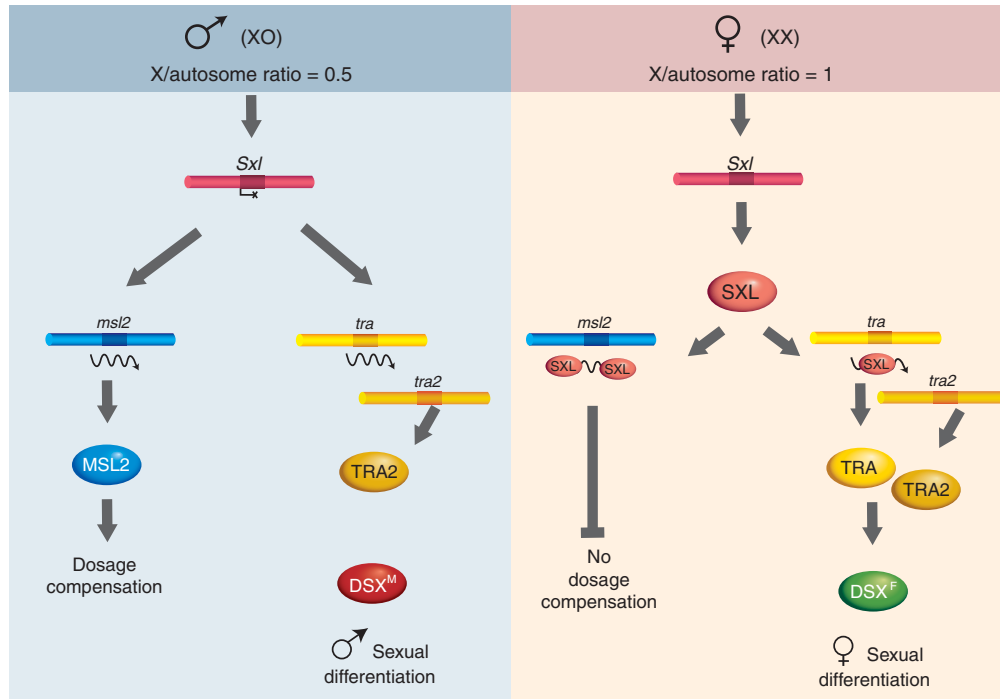 ♂ (XO)
X/autosome ratio = 0.5
Sxl
msl2
tra
tra2
MSL2
TRA2
Dosage
compensation
DSXᴹ
♂ Sexual
differentiation
♀ (XX)
X/autosome ratio = 1
Sxl
SXL
msl2
SXL SXL
tra
SXL
tra2
TRA
TRA2
No
dosage
compensation
DSXꟳ
♀ Sexual
differentiation